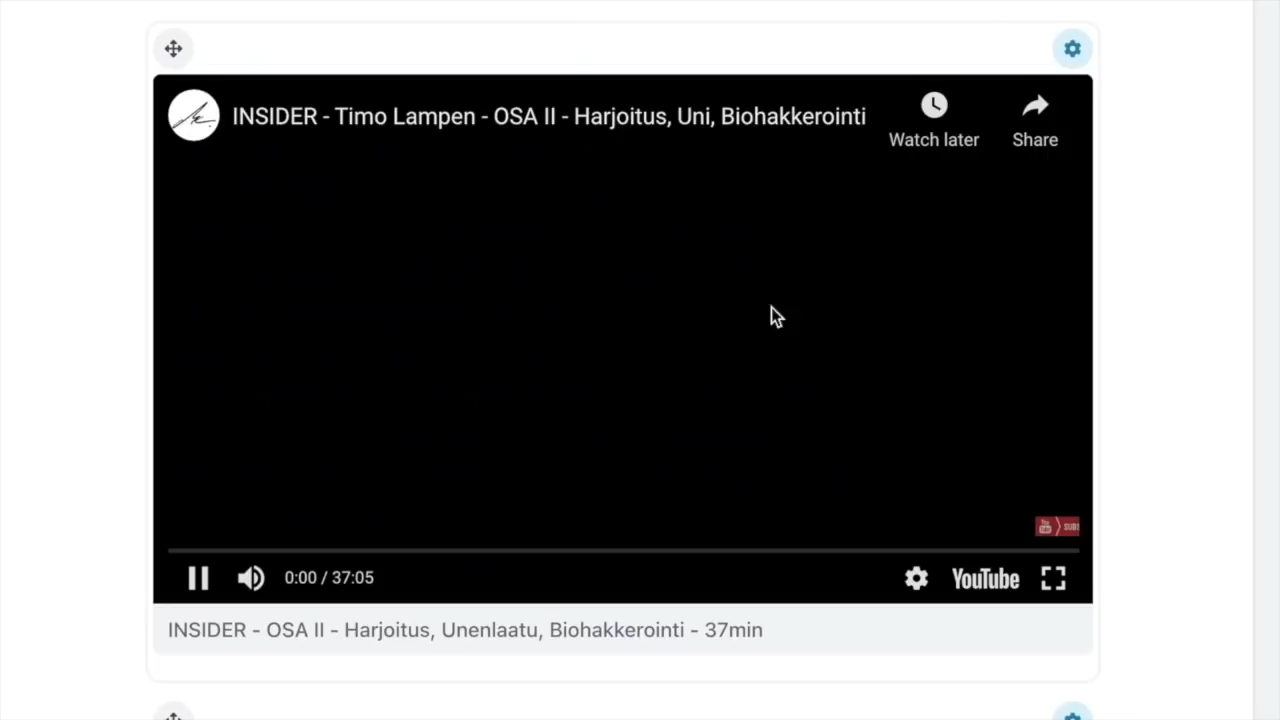 INSIDER - Timo Lampen - OSA II - Harjoitus, Uni, Biohakkerointi
Watch later
Share
SUBS
0:00 / 37:05
YouTube
INSIDER - OSA II - Harjoitus, Unenlaatu, Biohakkerointi - 37min